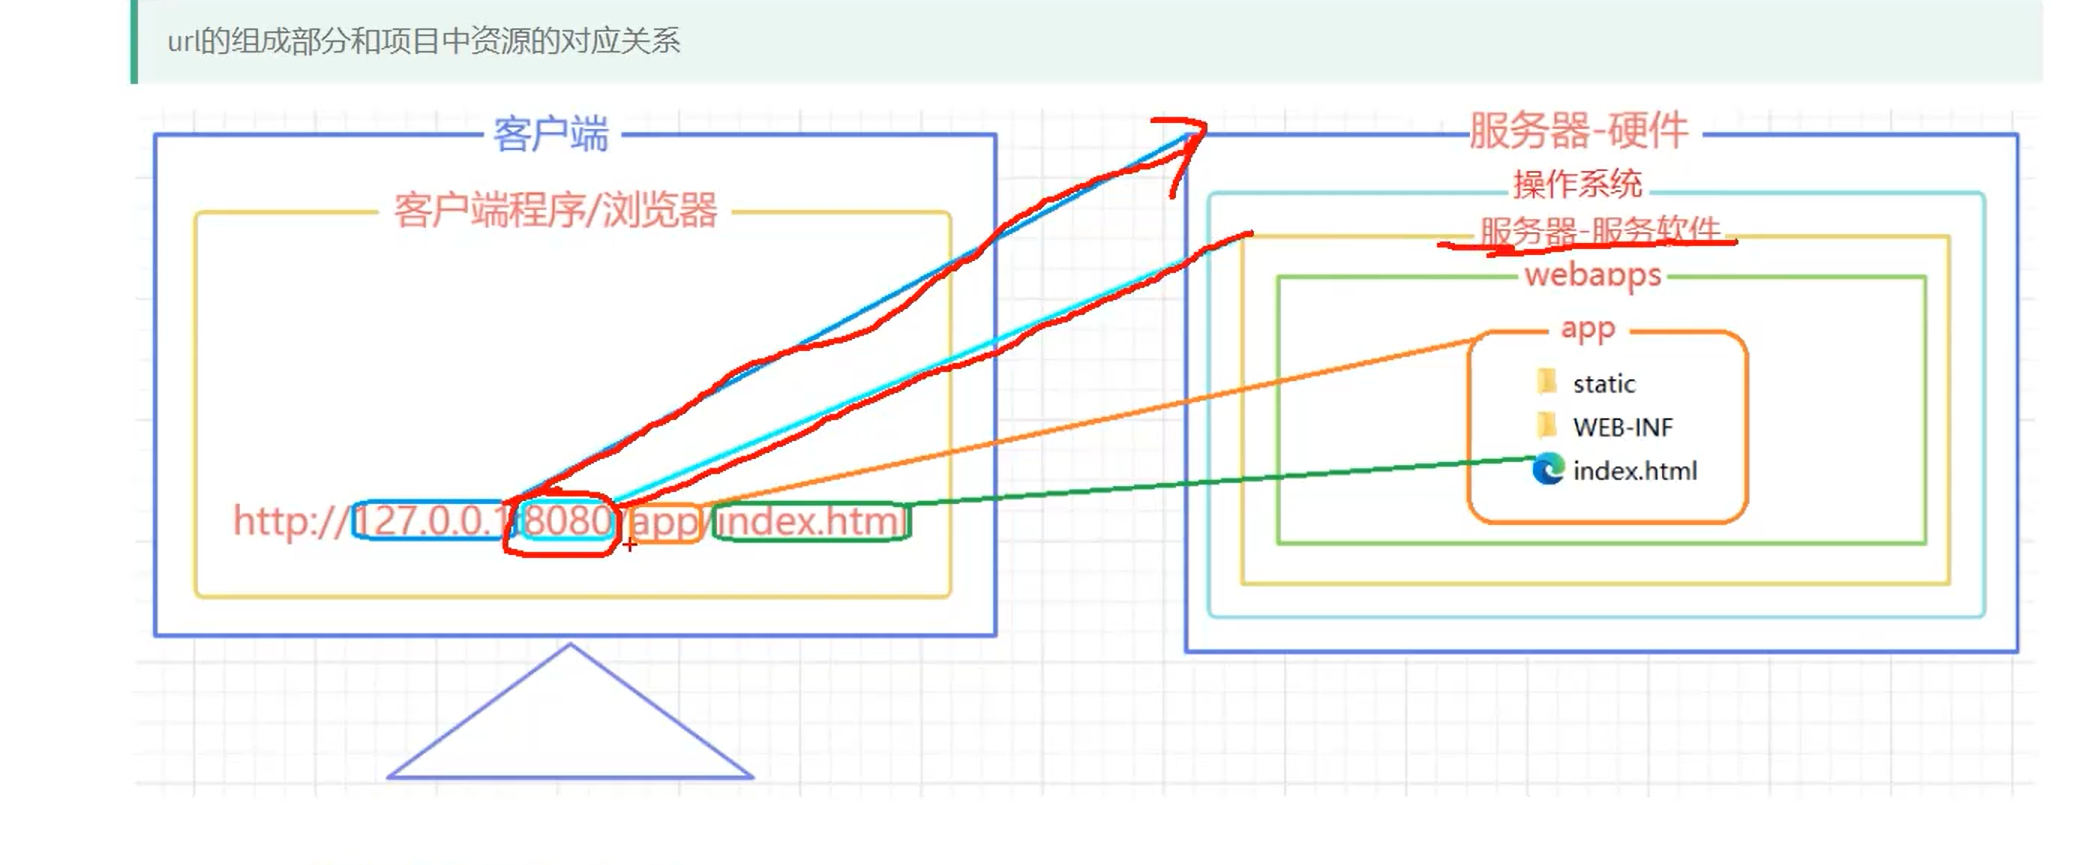 url的组成部分和项目中资源的对应关系
客户端
客户端程序/浏览器
http://127.0.0.1:8080/app/index.html
服务器-硬件
操作系统
服务器-服务软件
webapps
app
static
WEB-INF
index.html